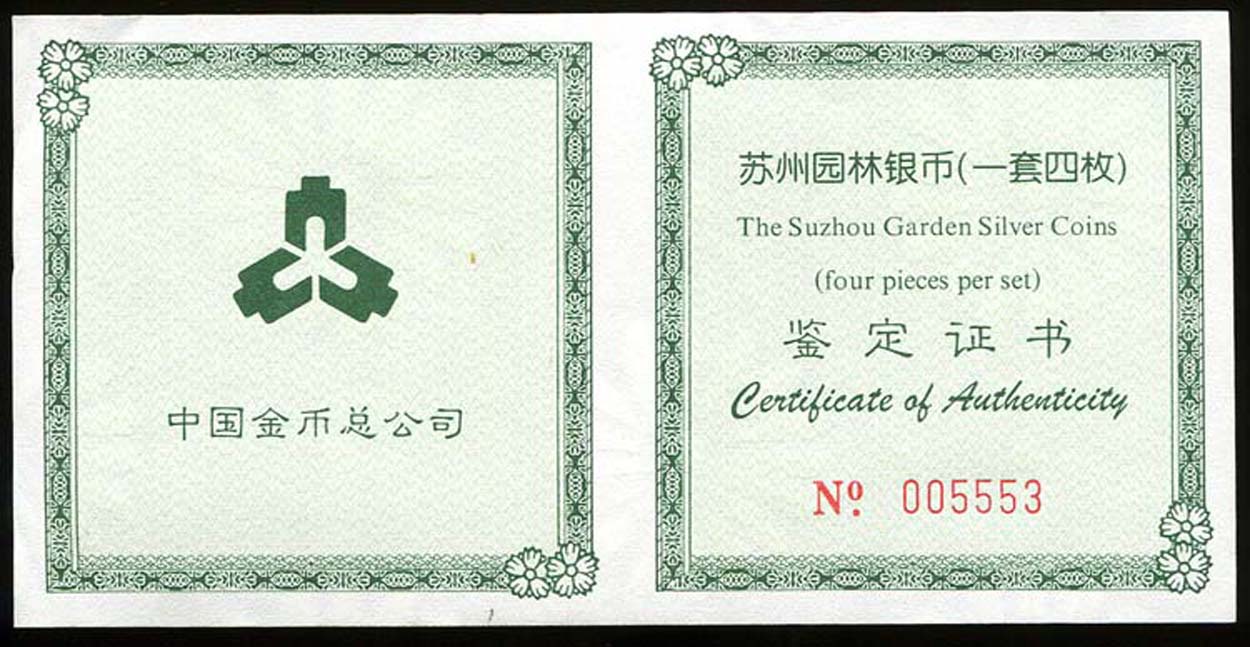 中国金币总公司
苏州园林银币(一套四枚)
The Suzhou Garden Silver Coins
(four pieces per set)
鉴定证书
Certificate of Authenticity
Nº. 005553